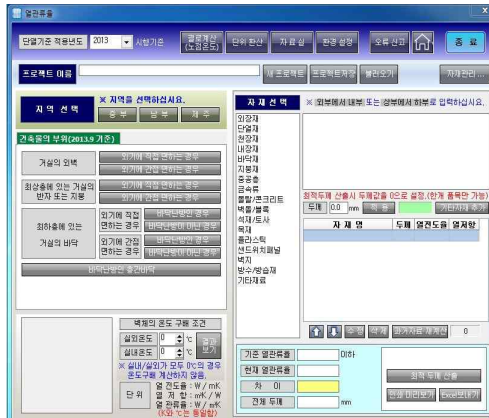 열관류율
단열기준 적용년도 2013 시행기준 결로계산 (노점온도) 단위 환산 자료실 환경 설정 오류 신고 종 료
프로젝트 이름 새 프로젝트 프로젝트저장 불러오기 자재관리 ...
지 역 선 택
※ 지역을 선택하십시요.
중 부 남 부 제 주
건축물의 부위(2013.9 기준)
거실의 외벽
외기에 직접 면하는 경우
외기에 간접 면하는 경우
최상층에 있는 거실의 반자 또는 지붕
외기에 직접 면하는 경우
외기에 간접 면하는 경우
최하층에 있는 거실의 바닥
외기에 직접 면하는 경우
바닥난방인 경우
바닥난방이 아닌 경우
외기에 간접 면하는 경우
바닥난방인 경우
바닥난방이 아닌 경우
바닥난방인 층간바닥
벽체의 온도 구배 조건
실외온도 0 ℃
실내온도 0 ℃
결과 보기
※ 실내/실외가 모두 0℃의 경우
온도구배 계산하지 않음.
단 위
열 전도율 : W / mK
열 저 항 : ㎡K / W
열 관류율 : W / ㎡K
(K와 ℃는 동일함)
자 재 선 택
※ 외부에서 내부 또는 상부에서 하부로 입력하십시요.
외장재
단열재
천장재
내장재
바닥재
지붕재
중공층
금속류
몰탈/콘크리트
벽돌/블록
석재/토사
목재
플라스틱
샌드위치패널
벽지
방수/방습재
기타재료
최적두께 산출시 두께값을 0으로 설정.(한개 품목만 가능)
두께 0.0 mm 적 용 기타자재 추가
자 재 명 두께 열전도율 열저항
수 정 삭 제 과거자료 재계산 0
기준 열관류율 이하
현재 열관류율
차 이
전체 두께 mm
최적 두께 산출
인쇄 미리보기 Excel보내기